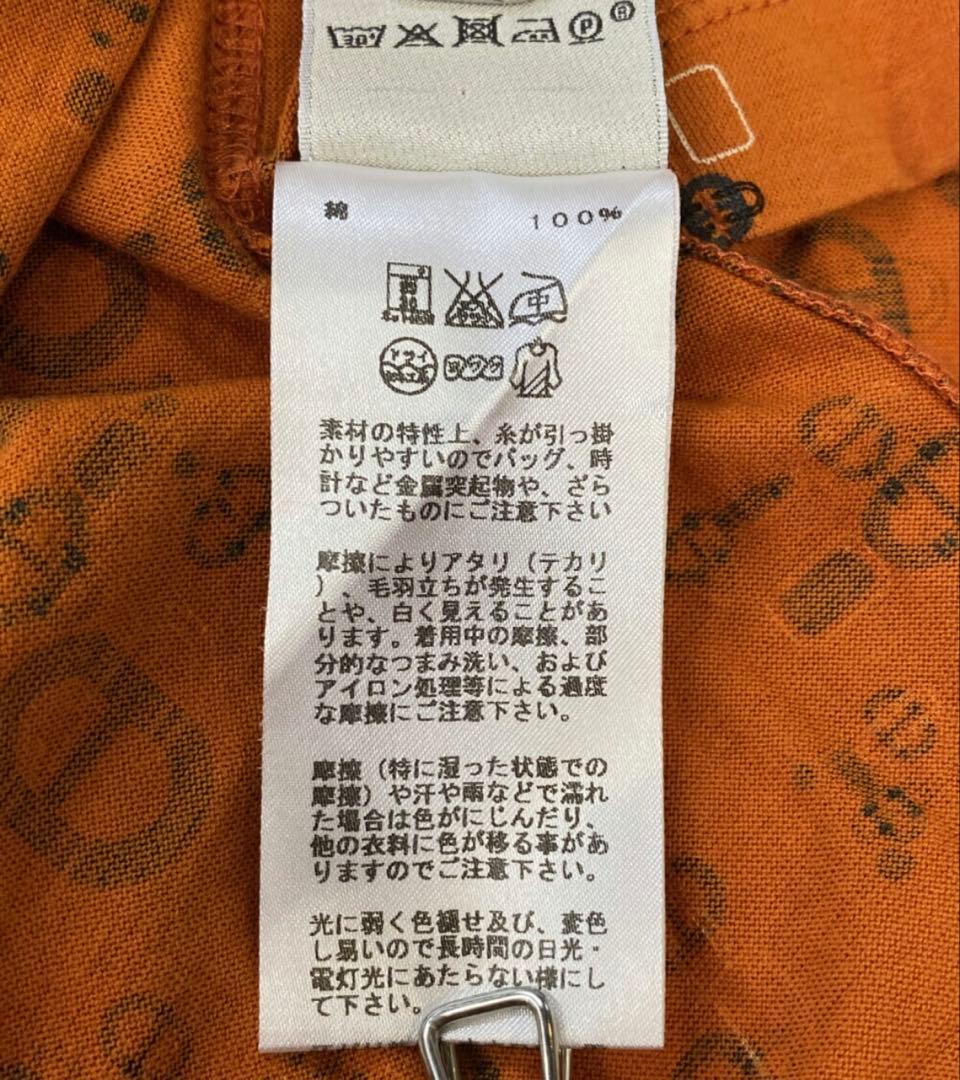 綿 100%
中
ドライ
素材の特性上、糸が引っ掛
かりやすいのでバッグ、時
計など金属突起物や、ざら
ついたものにご注意下さい
摩擦によりアタリ（テカリ
）、毛羽立ちが発生するこ
とや、白く見えることがあ
ります。着用中の摩擦、部
分的なつまみ洗い、および
アイロン処理等による過度
な摩擦にご注意下さい。
摩擦（特に湿った状態での
摩擦）や汗や雨などで濡れ
た場合は色がにじんだり、
他の衣料に色が移る事があ
りますのでご注意下さい。
光に弱く色褪せ及び、変色
し易いので長時間の日光・
電灯光にあたらない様にし
て下さい。